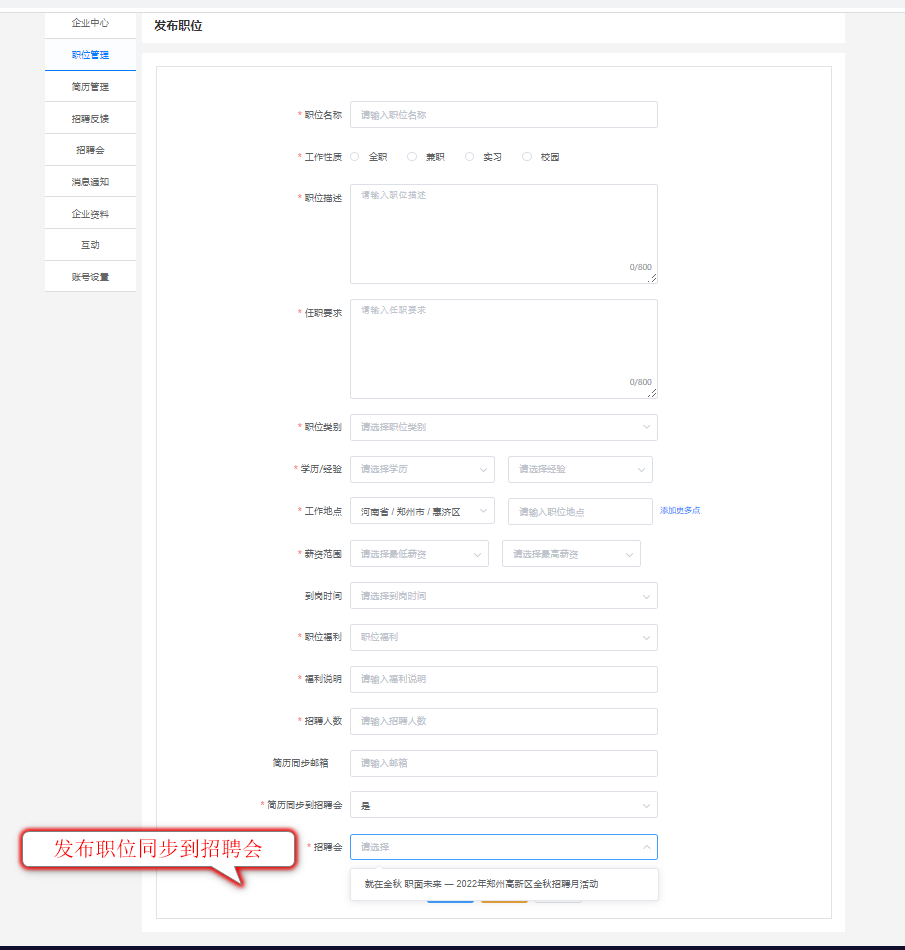 企业中心
发布职位
职位管理
简历管理
招聘反馈
招聘会
消息通知
企业资料
互动
账号设置
* 职位名称 请输入职位名称
* 工作性质 全职 兼职 实习 校园
* 职位描述 请输入职位描述
0/800
* 任职要求 请输入任职要求
0/800
* 职位类别 请选择职位类别
* 学历/经验 请选择学历 请选择经验
* 工作地点 河南省 / 郑州市 / 惠济区 请输入职位地点 添加更多点
* 薪资范围 请选择最低薪资 请选择最高薪资
到岗时间 请选择到岗时间
* 职位福利 职位福利
* 福利说明 请输入福利说明
* 招聘人数 请输入招聘人数
简历同步邮箱 请输入邮箱
* 简历同步到招聘会 是
发布职位同步到招聘会
* 招聘会 请选择
就在金秋 职面未来 — 2022年郑州高新区金秋招聘月活动